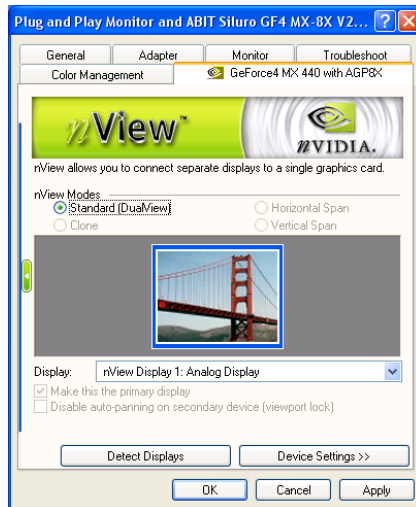 Plug and Play Monitor and ABIT Siluro GF4 MX-8X V2...
General Adapter Monitor Troubleshoot
Color Management GeForce4 MX 440 with AGP8X
nView™ nVIDIA.
nView allows you to connect separate displays to a single graphics card.
nView Modes
Standard (DualView) Horizontal Span
Clone Vertical Span
Display: nView Display 1: Analog Display
Make this the primary display
Disable auto-panning on secondary device (viewport lock)
Detect Displays Device Settings >>
OK Cancel Apply